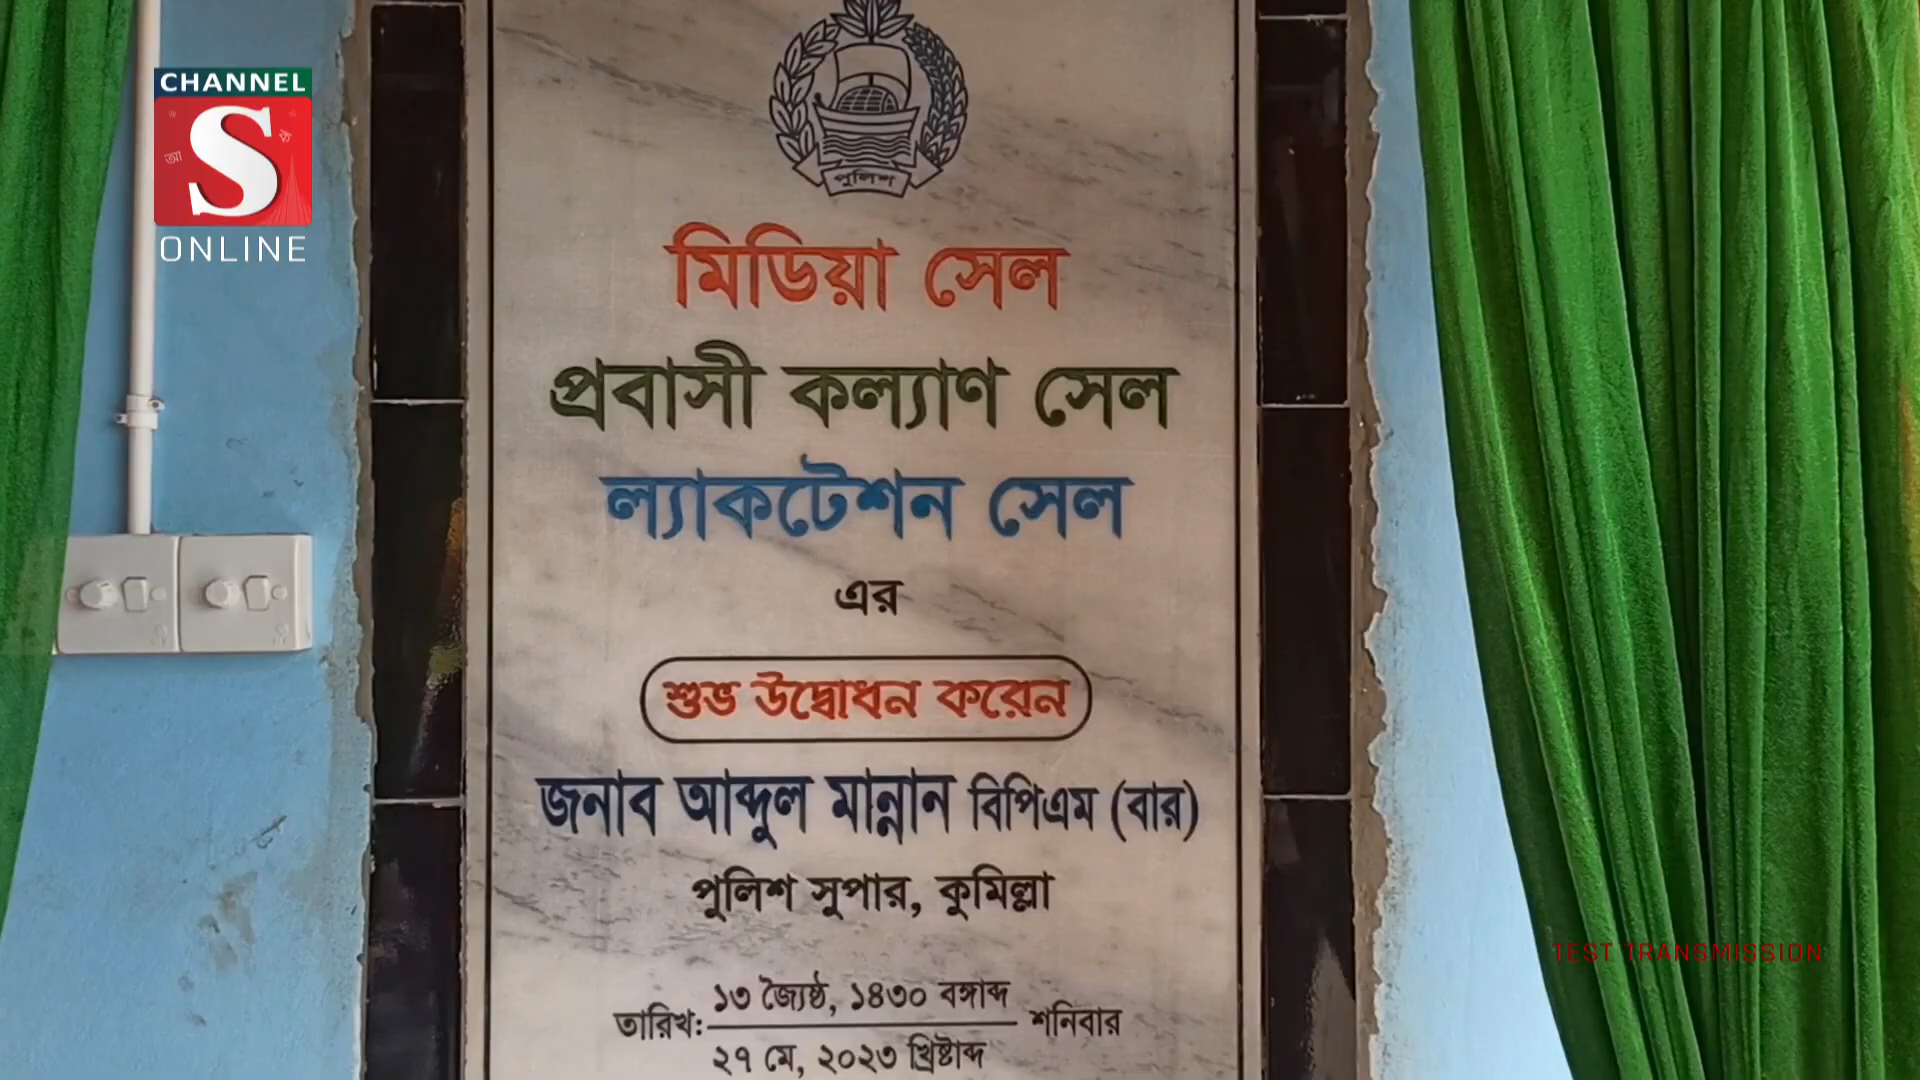 CHANNEL
S
ONLINE
পুলিশ
মিডিয়া সেল
প্রবাসী কল্যাণ সেল
ল্যাকটেশন সেল
এর
শুভ উদ্বোধন করেন
জনাব আব্দুল মান্নান বিপিএম (বার)
পুলিশ সুপার, কুমিল্লা
১৩ জ্যৈষ্ঠ, ১৪৩০ বঙ্গাব্দ
তারিখ: শনিবার
২৭ মে, ২০২৩ খ্রিষ্টাব্দ
TEST TRANSMISSION